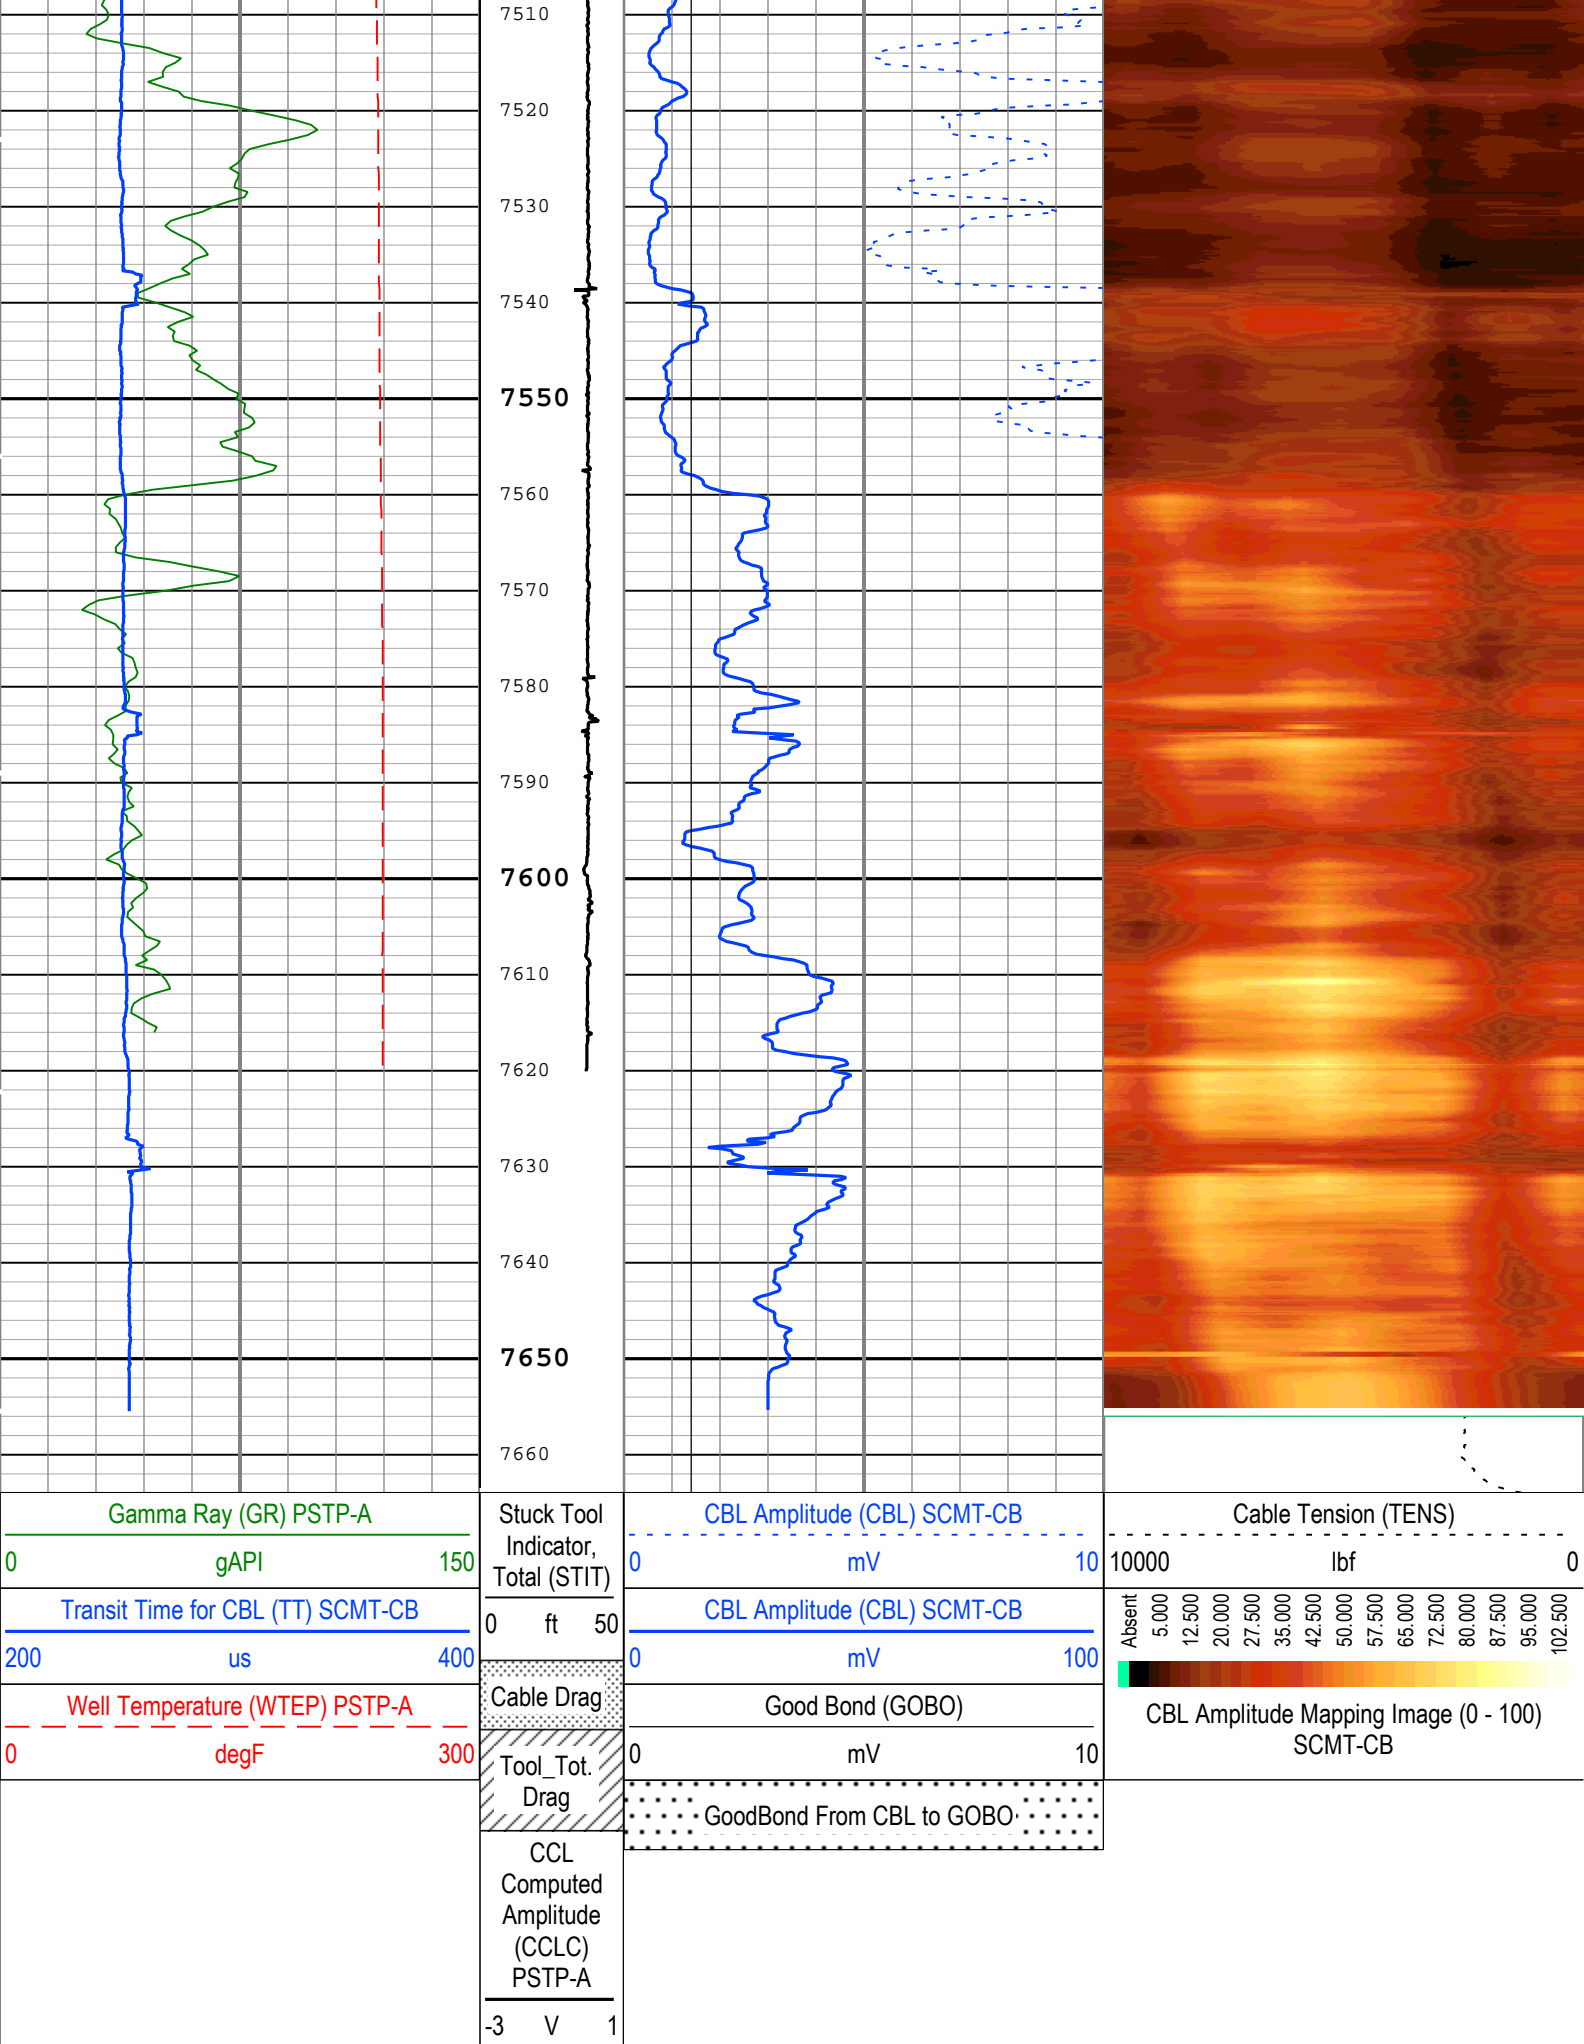 7510
7520
7530
7540
7550
7560
7570
7580
7590
7600
7610
7620
7630
7640
7650
7660
Gamma Ray (GR) PSTP-A
0 gAPI 150
Transit Time for CBL (TT) SCMT-CB
200 us 400
Well Temperature (WTEP) PSTP-A
0 degF 300
Stuck Tool
Indicator,
Total (STIT)
0 ft 50
Cable Drag
Tool_Tot.
Drag
CCL
Computed
Amplitude
(CCLC)
PSTP-A
-3 V 1
CBL Amplitude (CBL) SCMT-CB
0 mV 10
CBL Amplitude (CBL) SCMT-CB
0 mV 100
Good Bond (GOBO)
0 mV 10
GoodBond From CBL to GOBO
Cable Tension (TENS)
10000 lbf 0
Absent 5.000 12.500 20.000 27.500 35.000 42.500 50.000 57.500 65.000 72.500 80.000 87.500 95.000 102.500
CBL Amplitude Mapping Image (0 - 100)
SCMT-CB